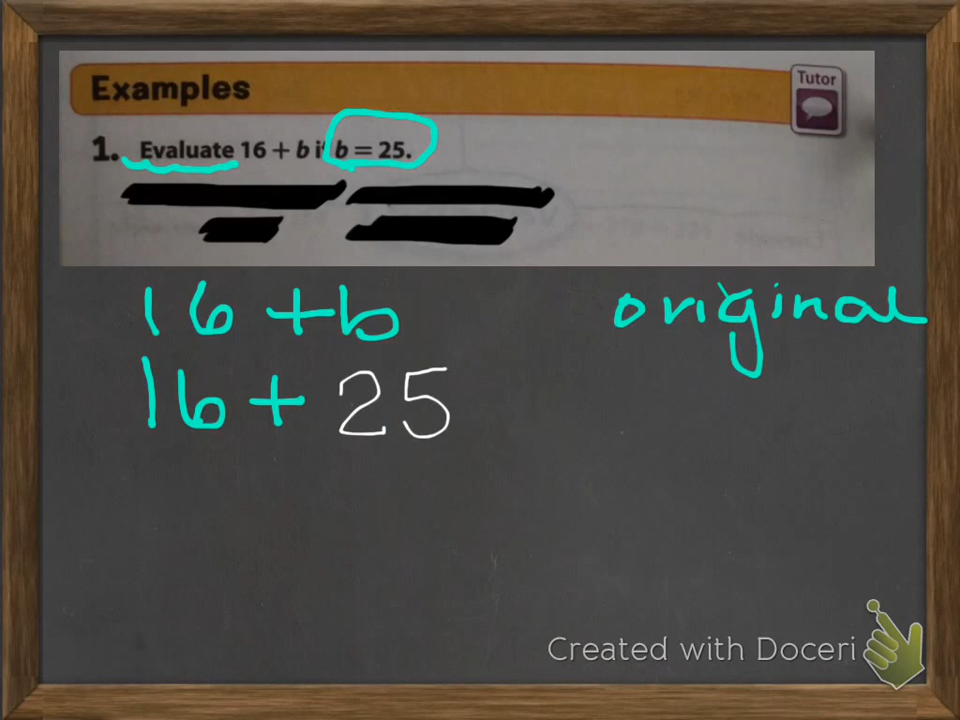 Examples
Tutor
1. Evaluate 16 + b if b = 25.
16 + b original
16 + 25
Created with Doceri